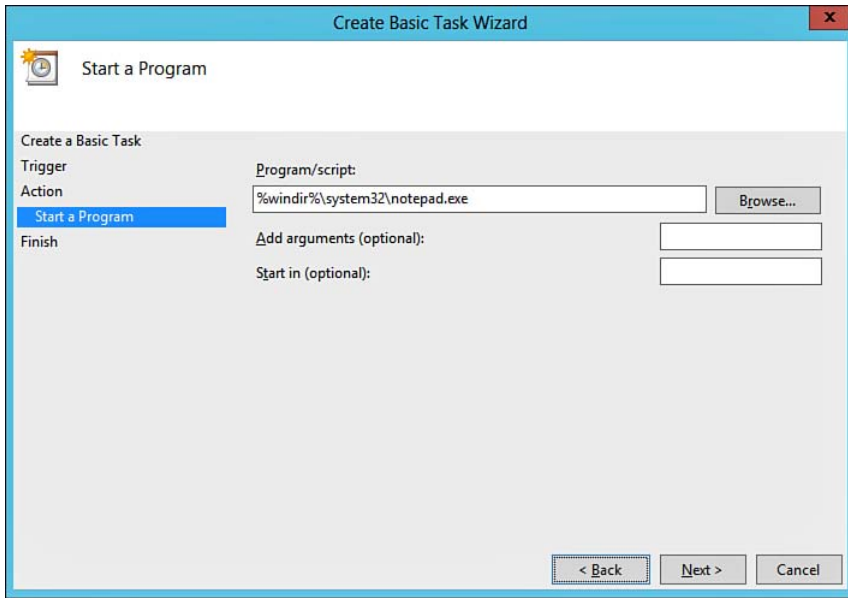 Create Basic Task Wizard
x
Start a Program
Create a Basic Task
Trigger
Action
Start a Program
Finish
Program/script:
%windir%\system32\notepad.exe
Browse...
Add arguments (optional):
Start in (optional):
< Back
Next >
Cancel